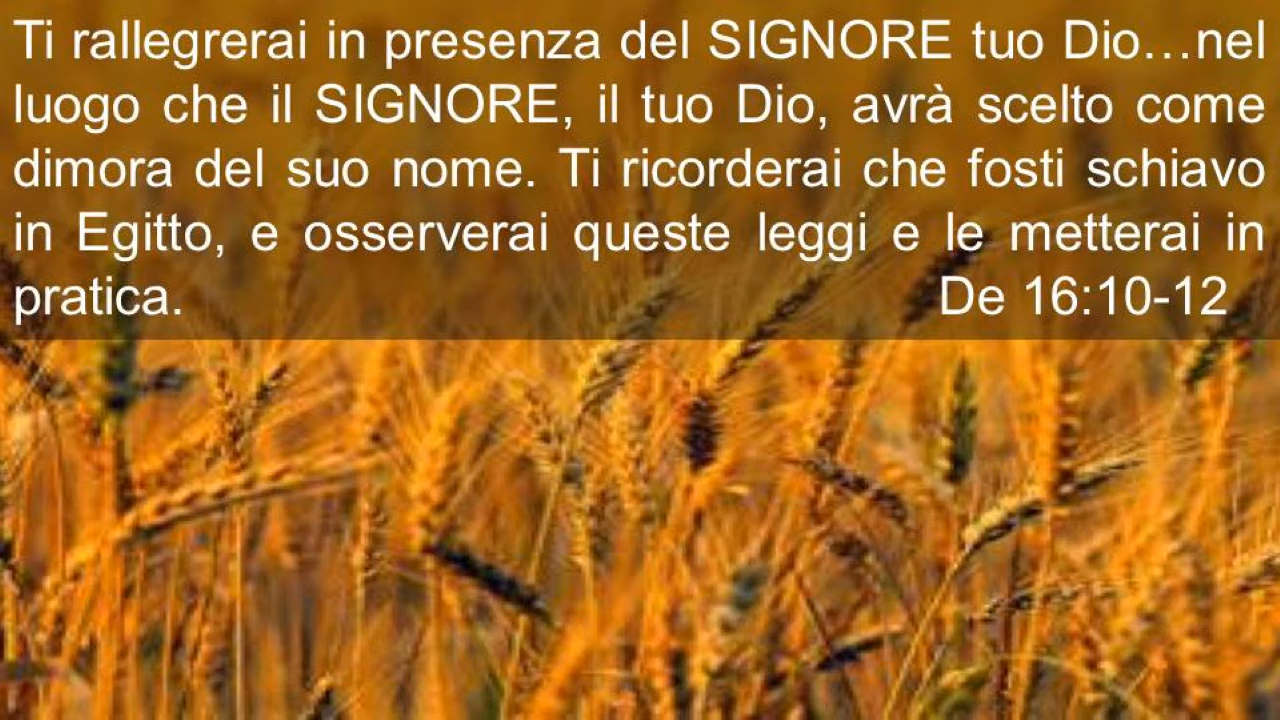 Ti rallegrerai in presenza del SIGNORE tuo Dio…nel
luogo che il SIGNORE, il tuo Dio, avrà scelto come
dimora del suo nome. Ti ricorderai che fosti schiavo
in Egitto, e osserverai queste leggi e le metterai in
pratica. De 16:10-12